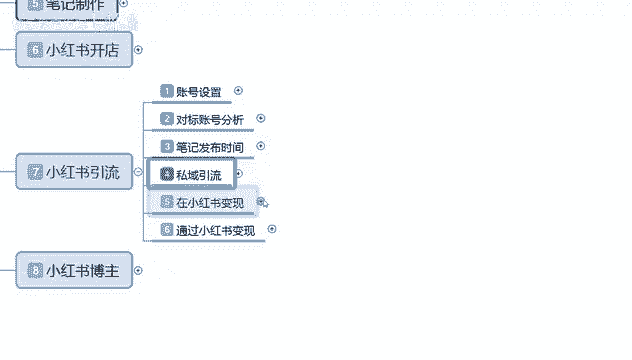 5 笔记制作
6 小红书开店
7 小红书引流
1 账号设置
2 对标账号分析
3 笔记发布时间
4 私域引流
5 在小红书变现
6 通过小红书变现
8 小红书博主